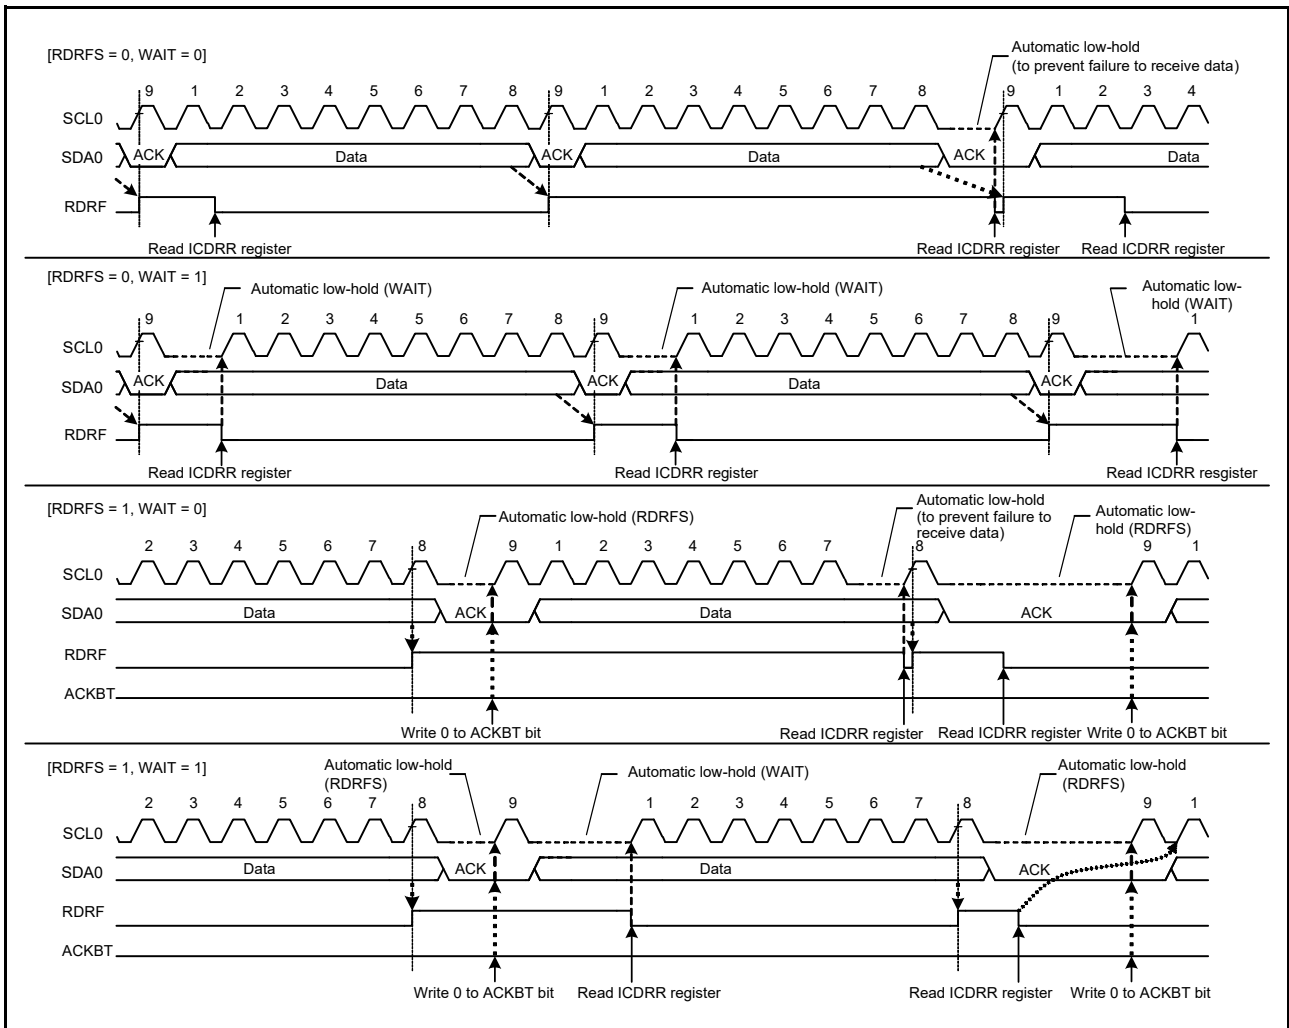 [RDRFS = 0, WAIT = 0]
Automatic low-hold
(to prevent failure to receive data)
9 1 2 3 4 5 6 7 8 9 1 2 3 4 5 6 7 8 9 1 2 3 4
SCL0
SDA0 ACK Data ACK Data ACK Data
RDRF
Read ICDRR register Read ICDRR register Read ICDRR register
[RDRFS = 0, WAIT = 1]
Automatic low-hold (WAIT) Automatic low-hold (WAIT) Automatic low-
hold (WAIT)
9 1 2 3 4 5 6 7 8 9 1 2 3 4 5 6 7 8 9 1
SCL0
SDA0 ACK Data ACK Data ACK
RDRF
Read ICDRR register Read ICDRR register Read ICDRR resgister
[RDRFS = 1, WAIT = 0]
Automatic low-hold (RDRFS)
Automatic low-hold
(to prevent failure to
receive data)
Automatic low-
hold (RDRFS)
2 3 4 5 6 7 8 9 1 2 3 4 5 6 7 8 9 1
SCL0
SDA0 Data ACK Data ACK
RDRF
ACKBT
Write 0 to ACKBT bit Read ICDRR register Read ICDRR register Write 0 to ACKBT bit
[RDRFS = 1, WAIT = 1]
Automatic low-hold
(RDRFS)
Automatic low-hold (WAIT)
Automatic low-hold
(RDRFS)
2 3 4 5 6 7 8 9 1 2 3 4 5 6 7 8 9 1
SCL0
SDA0 Data ACK Data ACK
RDRF
ACKBT
Write 0 to ACKBT bit Read ICDRR register Read ICDRR register Write 0 to ACKBT bit